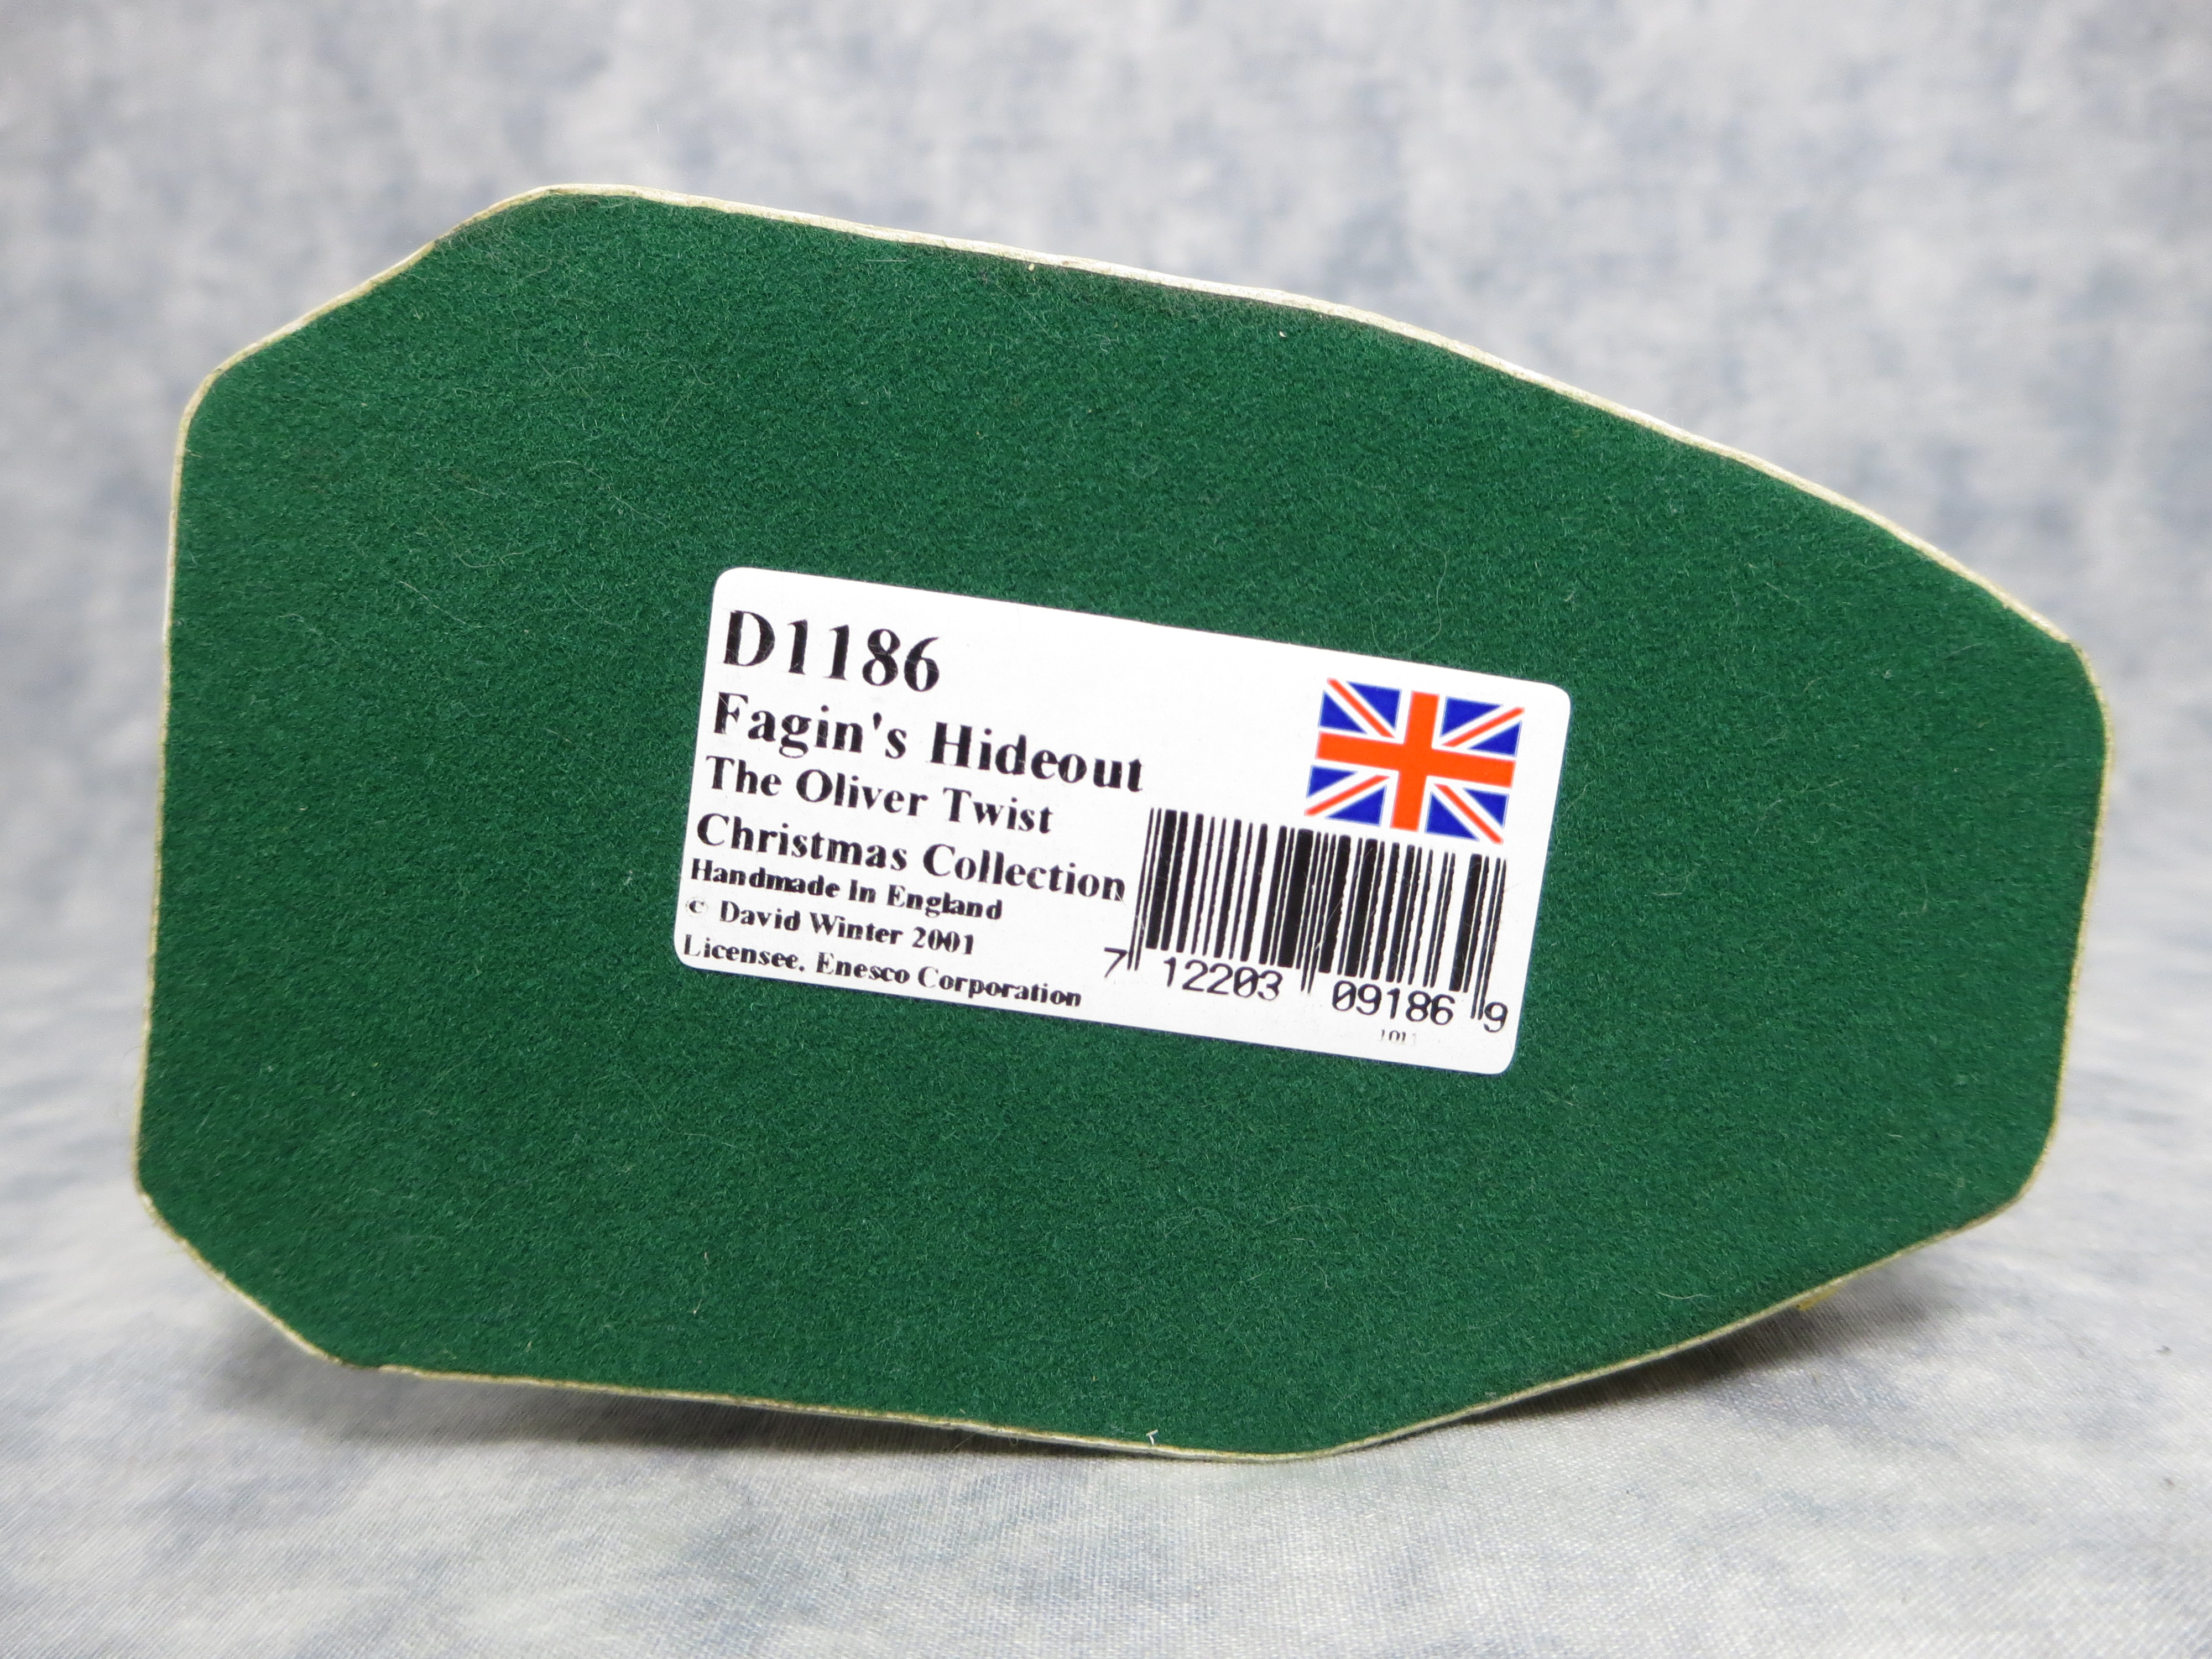 D1186
Fagin's Hideout
The Oliver Twist
Christmas Collection
Handmade In England
© David Winter 2001
Licensee, Enesco Corporation
7 12203 09186 9